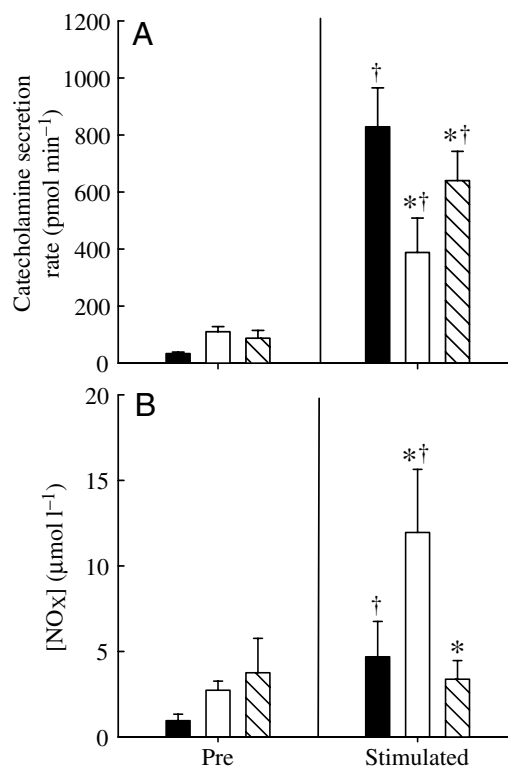 A
Catecholamine secretion
rate (pmol min⁻¹)
1200
1000
800
600
400
200
0
†
*†
*†
B
[NOx] (μmol l⁻¹)
20
15
10
5
0
†
*†
*
Pre
Stimulated